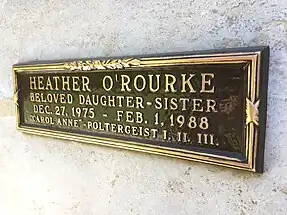 HEATHER O'ROURKE
BELOVED DAUGHTER-SISTER
DEC. 27, 1975 - FEB. 1, 1988
"CAROL ANNE"-POLTERGEIST I. II. III.